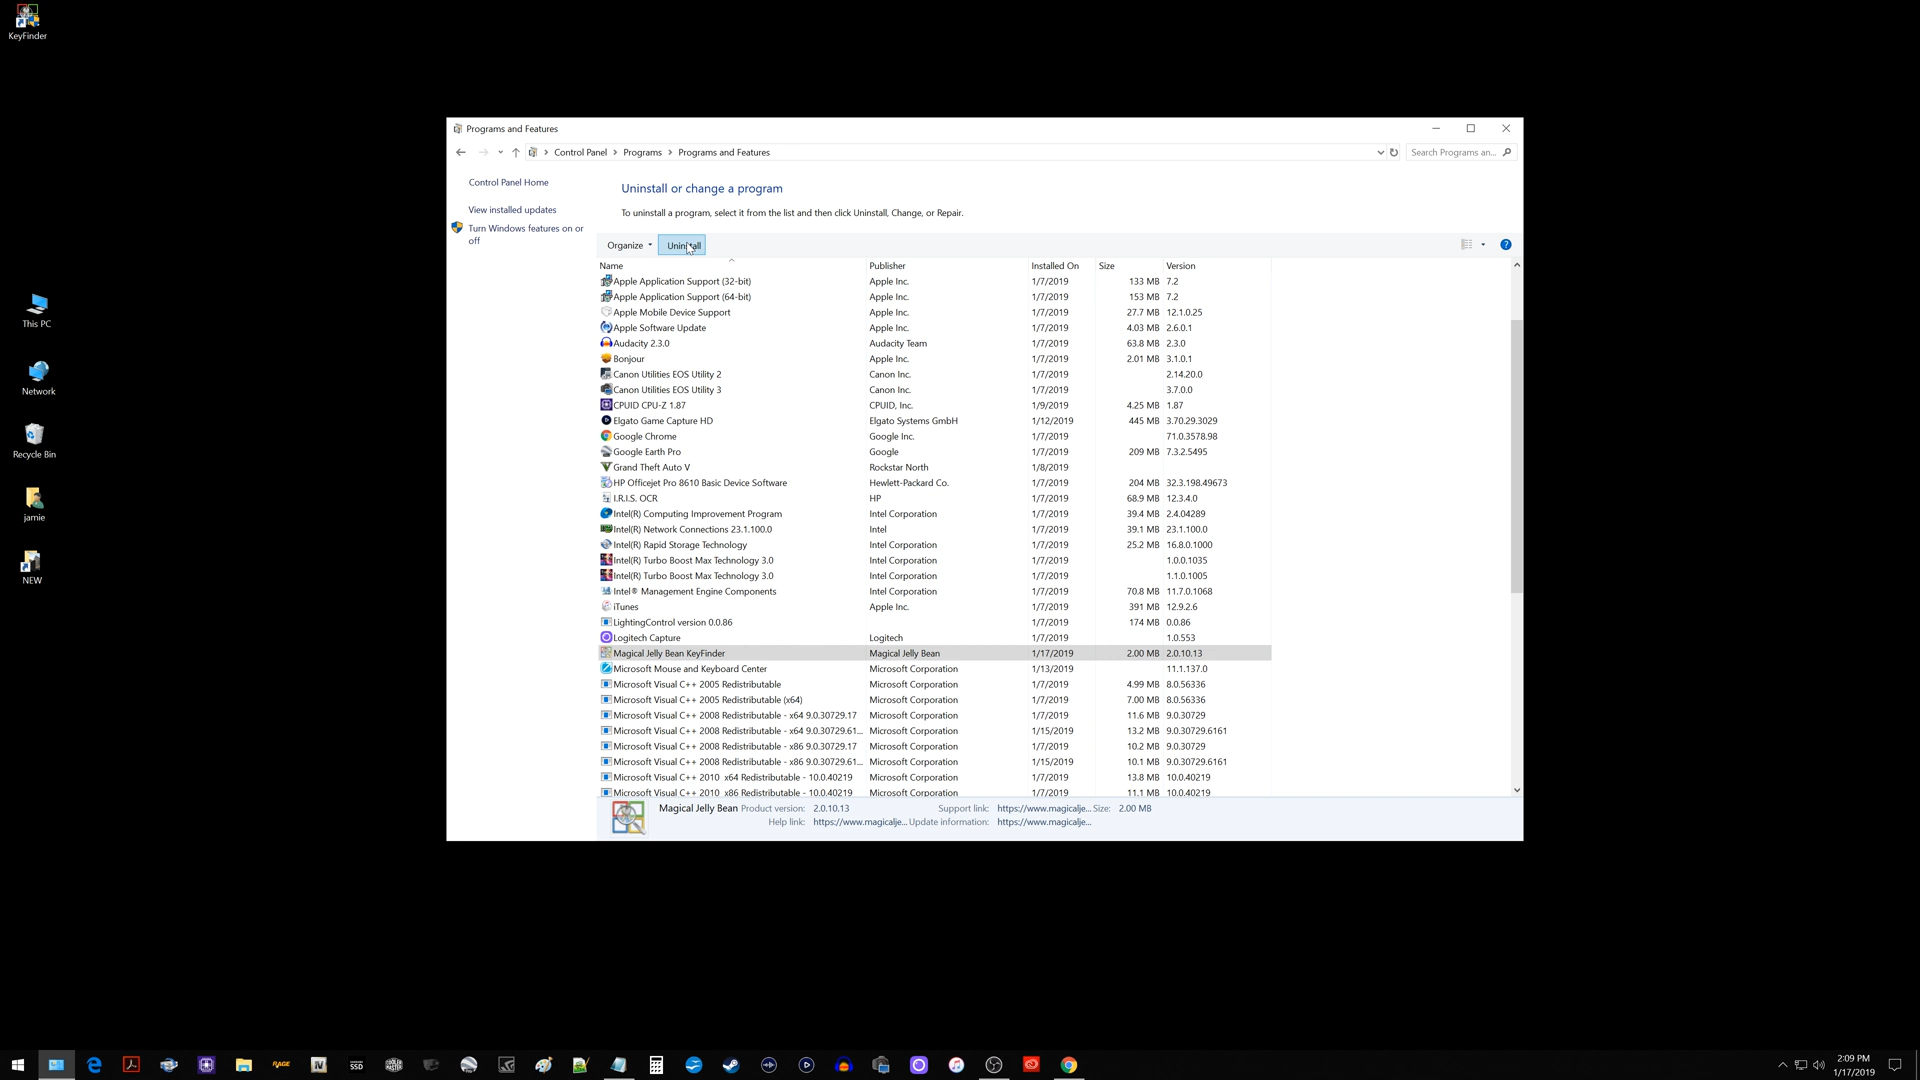 KeyFinder
Programs and Features
Control Panel > Programs > Programs and Features
Search Programs an...
Control Panel Home
View installed updates
Turn Windows features on or
off
Uninstall or change a program
To uninstall a program, select it from the list and then click Uninstall, Change, or Repair.
Organize
Uninstall
Name Publisher Installed On Size Version
Apple Application Support (32-bit) Apple Inc. 1/7/2019 133 MB 7.2
Apple Application Support (64-bit) Apple Inc. 1/7/2019 153 MB 7.2
Apple Mobile Device Support Apple Inc. 1/7/2019 27.7 MB 12.1.0.25
Apple Software Update Apple Inc. 1/7/2019 4.03 MB 2.6.0.1
Audacity 2.3.0 Audacity Team 1/7/2019 63.8 MB 2.3.0
Bonjour Apple Inc. 1/7/2019 2.01 MB 3.1.0.1
Canon Utilities EOS Utility 2 Canon Inc. 1/7/2019 2.14.20.0
Canon Utilities EOS Utility 3 Canon Inc. 1/7/2019 3.7.0.0
CPUID CPU-Z 1.87 CPUID, Inc. 1/9/2019 4.25 MB 1.87
Elgato Game Capture HD Elgato Systems GmbH 1/12/2019 445 MB 3.70.29.3029
Google Chrome Google Inc. 1/7/2019 71.0.3578.98
Google Earth Pro Google 1/7/2019 209 MB 7.3.2.5495
Grand Theft Auto V Rockstar North 1/8/2019
HP Officejet Pro 8610 Basic Device Software Hewlett-Packard Co. 1/7/2019 204 MB 32.3.198.49673
I.R.I.S. OCR HP 1/7/2019 68.9 MB 12.3.4.0
Intel(R) Computing Improvement Program Intel Corporation 1/7/2019 39.4 MB 2.4.04289
Intel(R) Network Connections 23.1.100.0 Intel 1/7/2019 39.1 MB 23.1.100.0
Intel(R) Rapid Storage Technology Intel Corporation 1/7/2019 25.2 MB 16.8.0.1000
Intel(R) Turbo Boost Max Technology 3.0 Intel Corporation 1/7/2019 1.0.0.1035
Intel(R) Turbo Boost Max Technology 3.0 Intel Corporation 1/7/2019 1.1.0.1005
Intel® Management Engine Components Intel Corporation 1/7/2019 70.8 MB 11.7.0.1068
iTunes Apple Inc. 1/7/2019 391 MB 12.9.2.6
LightingControl version 0.0.86 1/7/2019 174 MB 0.0.86
Logitech Capture Logitech 1/7/2019 1.0.553
Magical Jelly Bean KeyFinder Magical Jelly Bean 1/17/2019 2.00 MB 2.0.10.13
Microsoft Mouse and Keyboard Center Microsoft Corporation 1/13/2019 11.1.137.0
Microsoft Visual C++ 2005 Redistributable Microsoft Corporation 1/7/2019 4.99 MB 8.0.56336
Microsoft Visual C++ 2005 Redistributable (x64) Microsoft Corporation 1/7/2019 7.00 MB 8.0.56336
Microsoft Visual C++ 2008 Redistributable - x64 9.0.30729.17 Microsoft Corporation 1/7/2019 11.6 MB 9.0.30729
Microsoft Visual C++ 2008 Redistributable - x64 9.0.30729.61... Microsoft Corporation 1/15/2019 13.2 MB 9.0.30729.6161
Microsoft Visual C++ 2008 Redistributable - x86 9.0.30729.17 Microsoft Corporation 1/7/2019 10.2 MB 9.0.30729
Microsoft Visual C++ 2008 Redistributable - x86 9.0.30729.61... Microsoft Corporation 1/15/2019 10.1 MB 9.0.30729.6161
Microsoft Visual C++ 2010 x64 Redistributable - 10.0.40219 Microsoft Corporation 1/7/2019 13.8 MB 10.0.40219
Microsoft Visual C++ 2010 x86 Redistributable - 10.0.40219 Microsoft Corporation 1/7/2019 11.1 MB 10.0.40219
Magical Jelly Bean Product version: 2.0.10.13 Support link: https://www.magicalje... Size: 2.00 MB
Help link: https://www.magicalje... Update information: https://www.magicalje...
This PC
Network
Recycle Bin
jamie
NEW
RAGE
IV
SSD
2:09 PM
1/17/2019